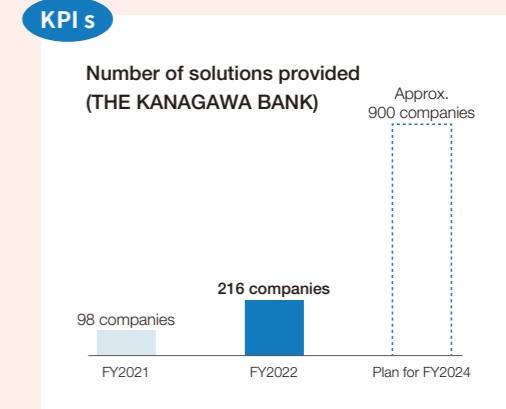 KPI s
Number of solutions provided
(THE KANAGAWA BANK)
Approx.
900 companies
216 companies
98 companies
FY2021
FY2022
Plan for FY2024